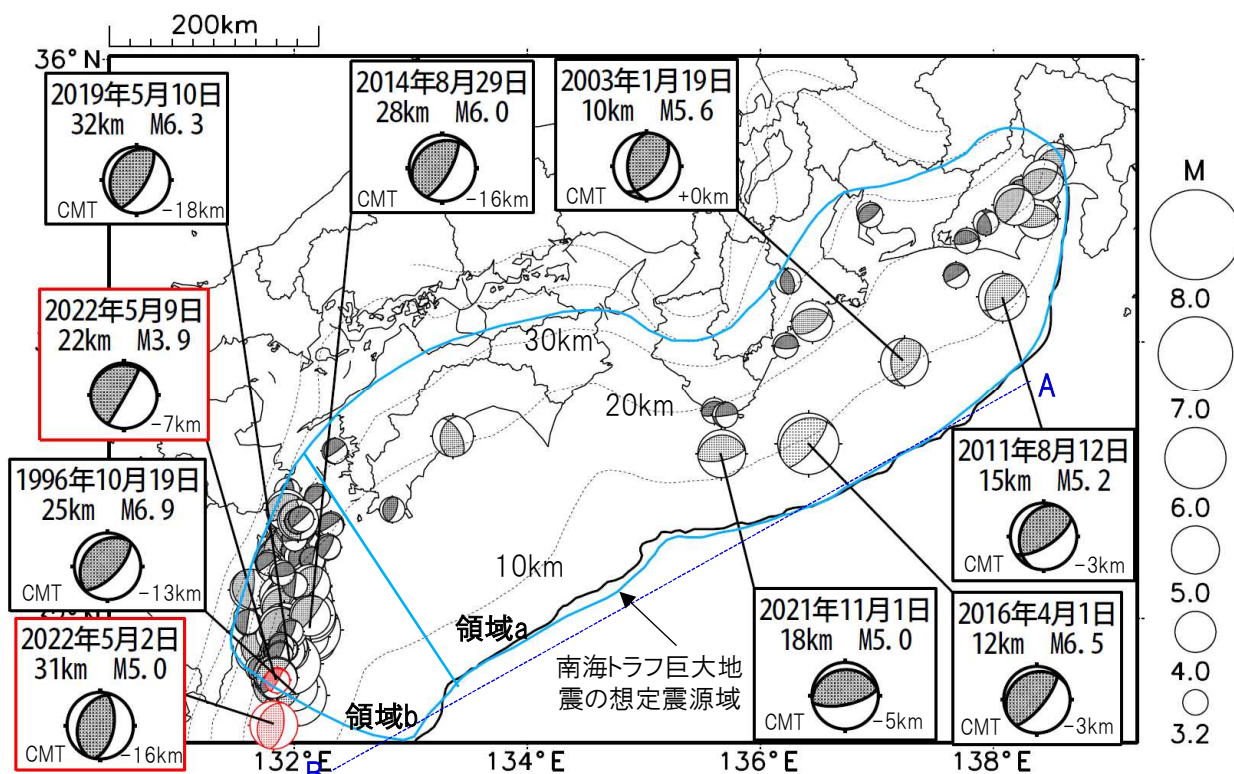 200km
36°N
2019年5月10日
32km M6.3
CMT
-18km
2014年8月29日
28km M6.0
CMT
-16km
2003年1月19日
10km M5.6
CMT
+0km
M
8.0
7.0
6.0
5.0
4.0
3.2
2022年5月9日
22km M3.9
-7km
30km
20km
10km
A
1996年10月19日
25km M6.9
CMT
-13km
2011年8月12日
15km M5.2
CMT
-3km
2022年5月2日
31km M5.0
CMT
-16km
領域a
領域b
南海トラフ巨大地
震の想定震源域
2021年11月1日
18km M5.0
CMT
-5km
2016年4月1日
12km M6.5
CMT
-3km
132°E
134°E
136°E
138°E